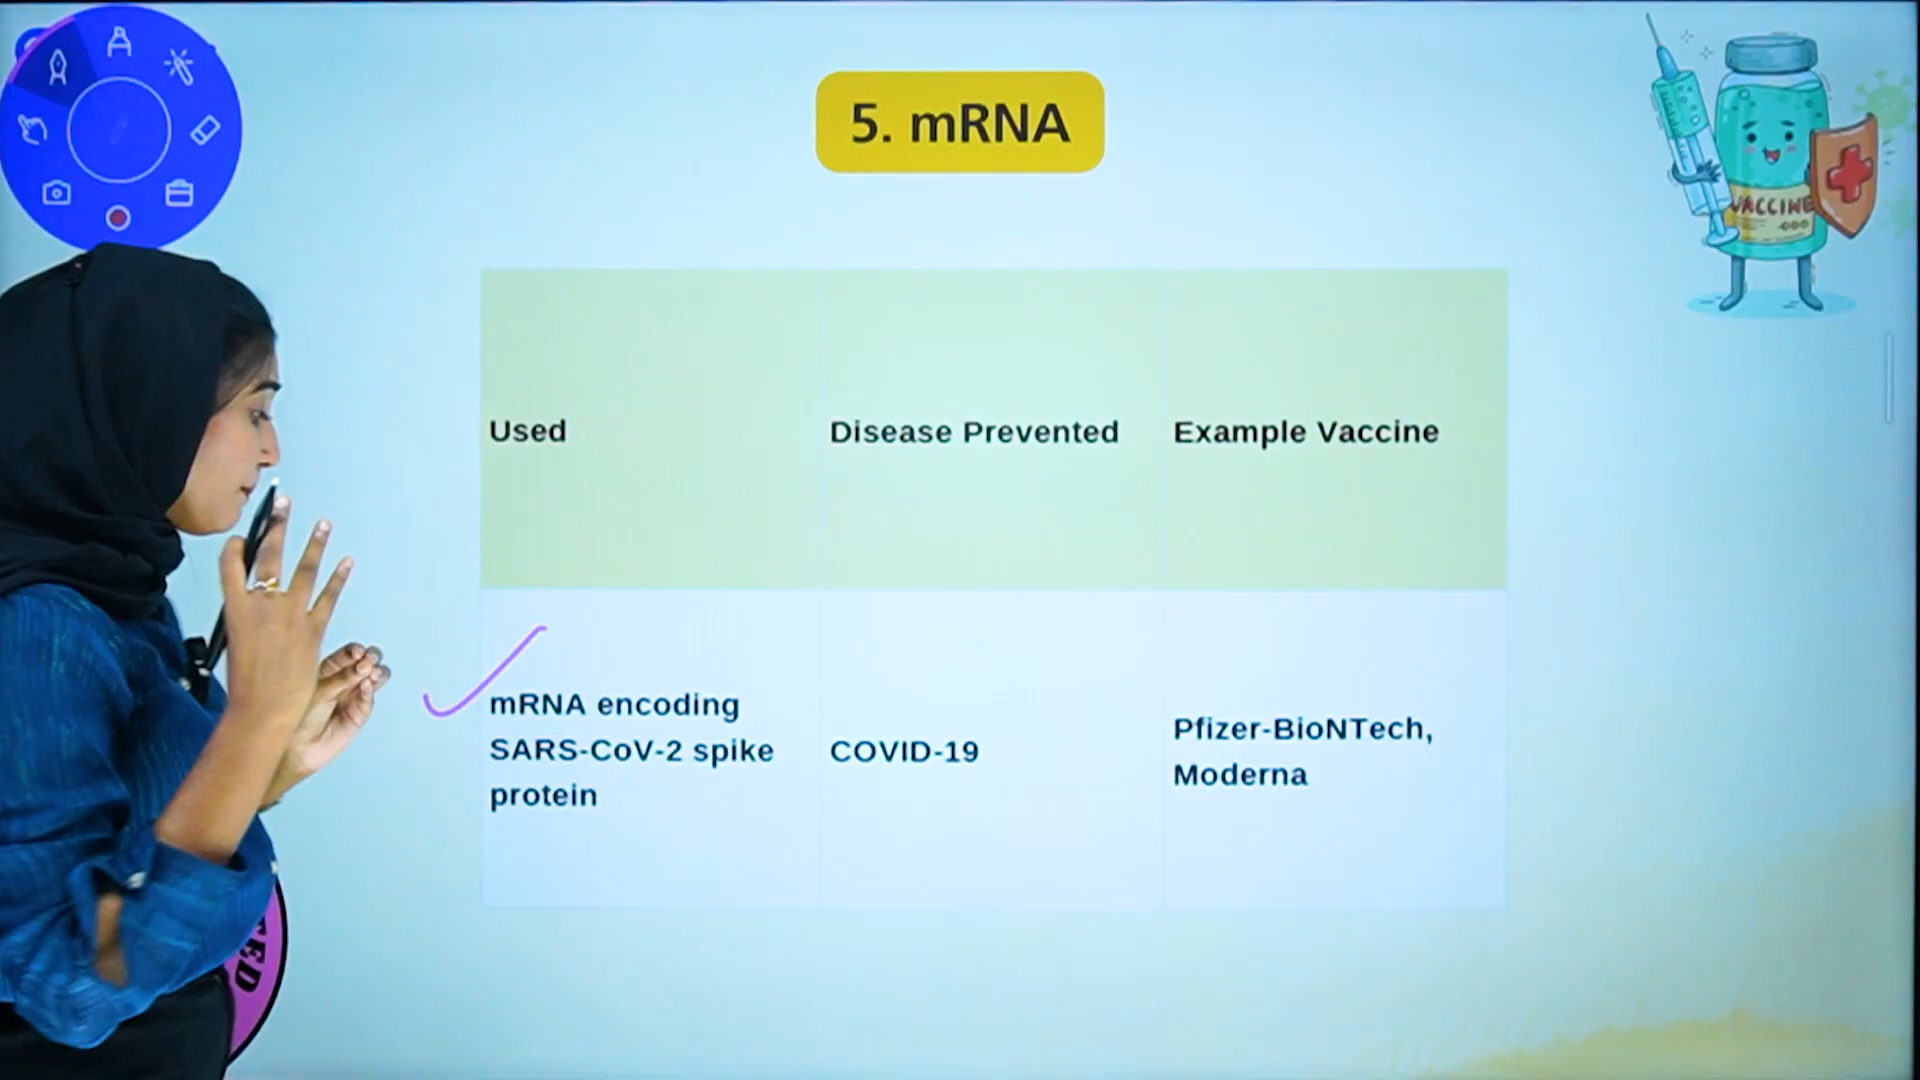 5. mRNA
VACCINE
Used
Disease Prevented
Example Vaccine
mRNA encoding
SARS-CoV-2 spike
protein
COVID-19
Pfizer-BioNTech,
Moderna